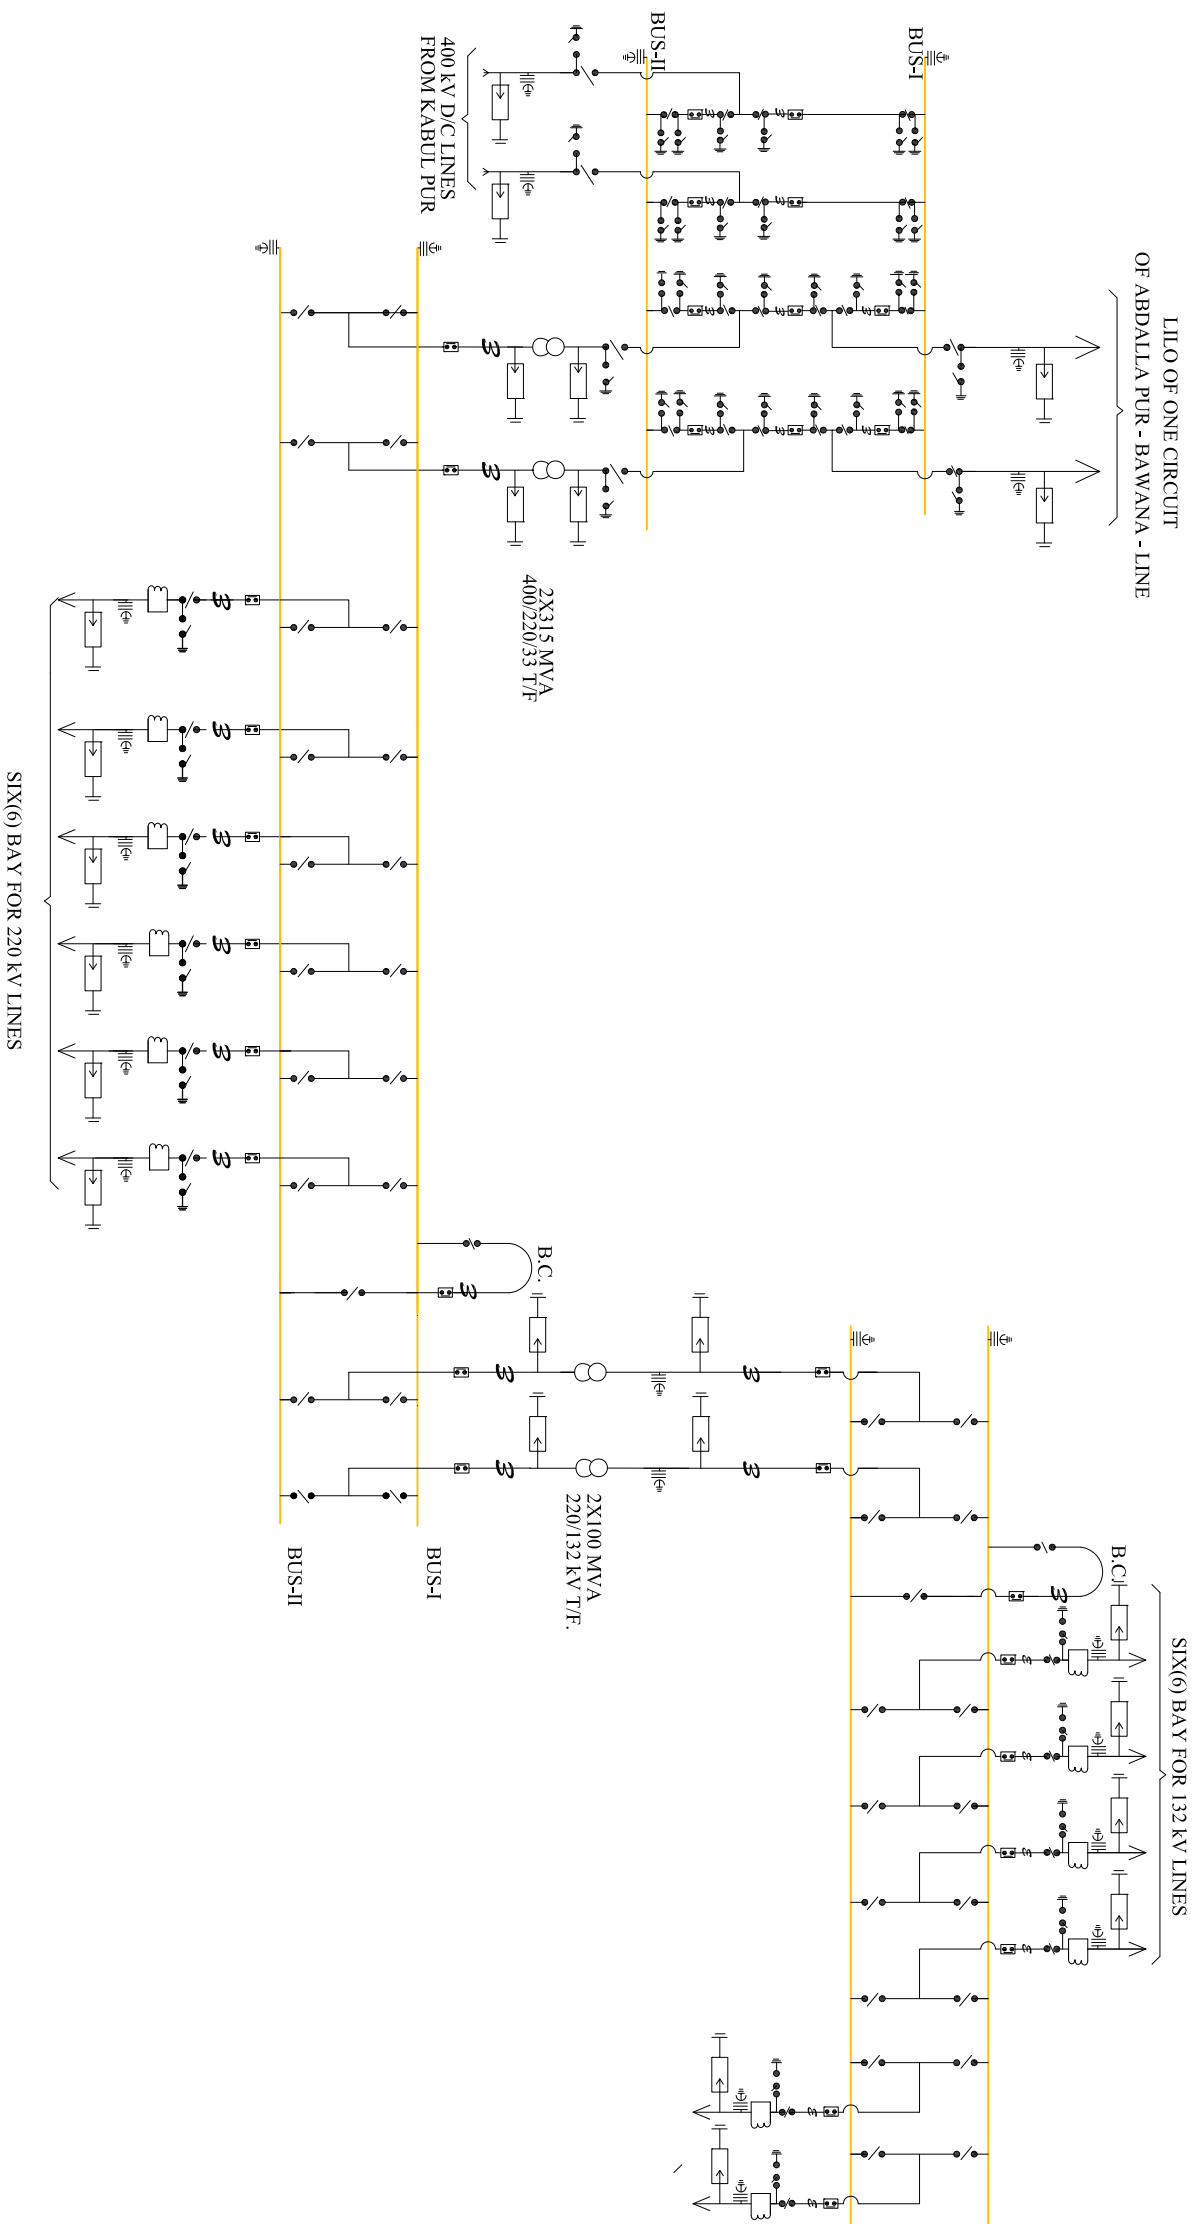 LILO OF ONE CIRCUIT
OF ABDALLA PUR - BAWANA - LINE
SIX(6) BAY FOR 132 kV LINES
B.C.
BUS-I
BUS-II
400 kV D/C LINES
FROM KABUL PUR
2X315 MVA
400/220/33 T/F
B.C.
2X100 MVA
220/132 kV T/F.
BUS-I
BUS-II
SIX(6) BAY FOR 220 kV LINES